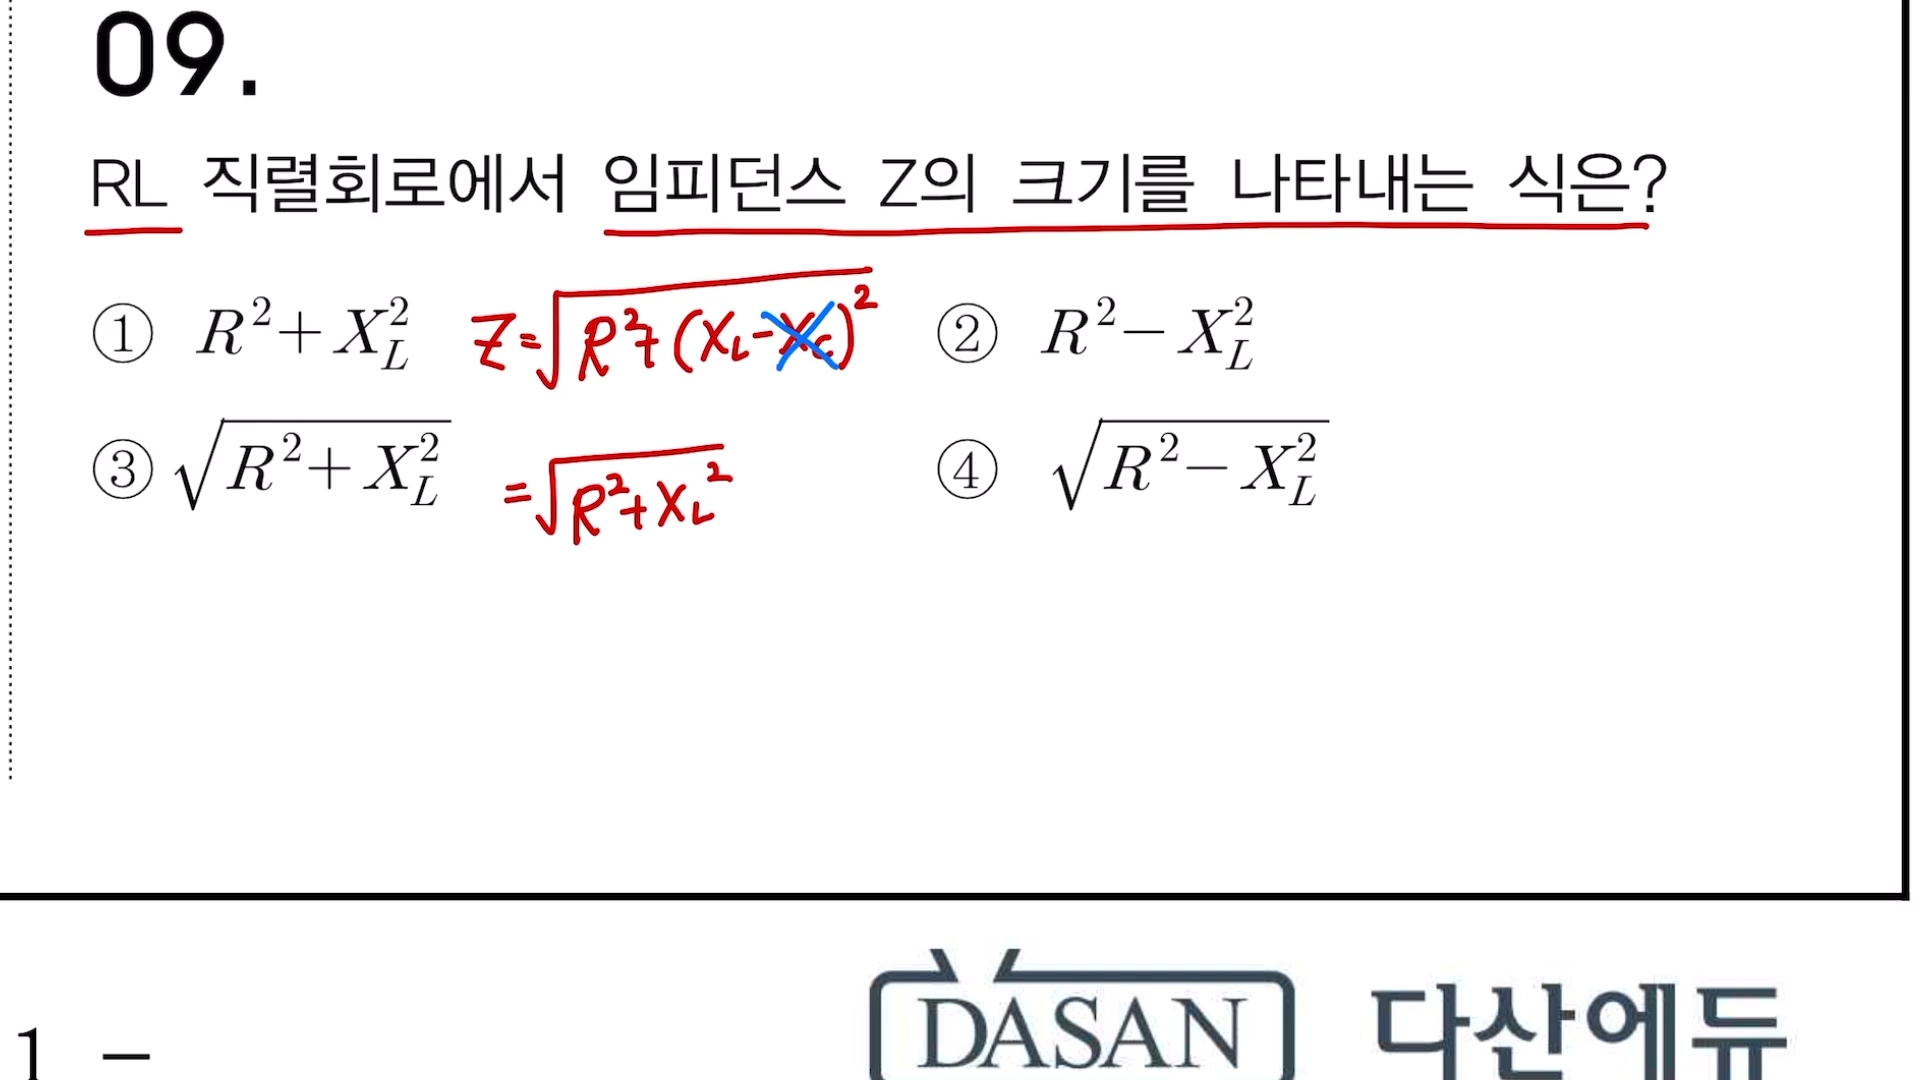 09.
RL 직렬회로에서 임피던스 Z의 크기를 나타내는 식은?
① R²+X_L² Z=√(R²+(X_L-X_C)²) ② R²-X_L²
③ √(R²+X_L²) =√(R²+X_L²) ④ √(R²-X_L²)
1 –
DASAN 다산에듀